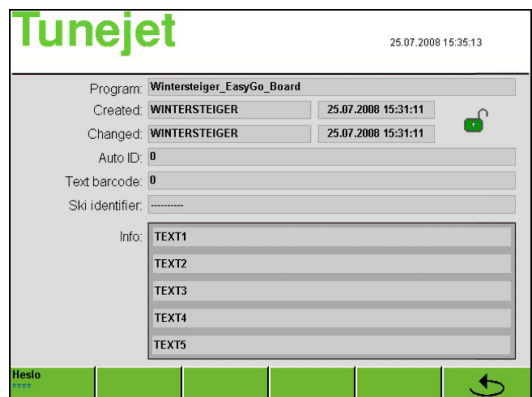 Tunejet
25.07.2008 15:35:13
Program: Wintersteiger_EasyGo_Board
Created: WINTERSTEIGER 25.07.2008 15:31:11
Changed: WINTERSTEIGER 25.07.2008 15:31:11
Auto ID: 0
Text barcode: 0
Ski identifier: ----------
Info: TEXT1
TEXT2
TEXT3
TEXT4
TEXT5
Heslo
****